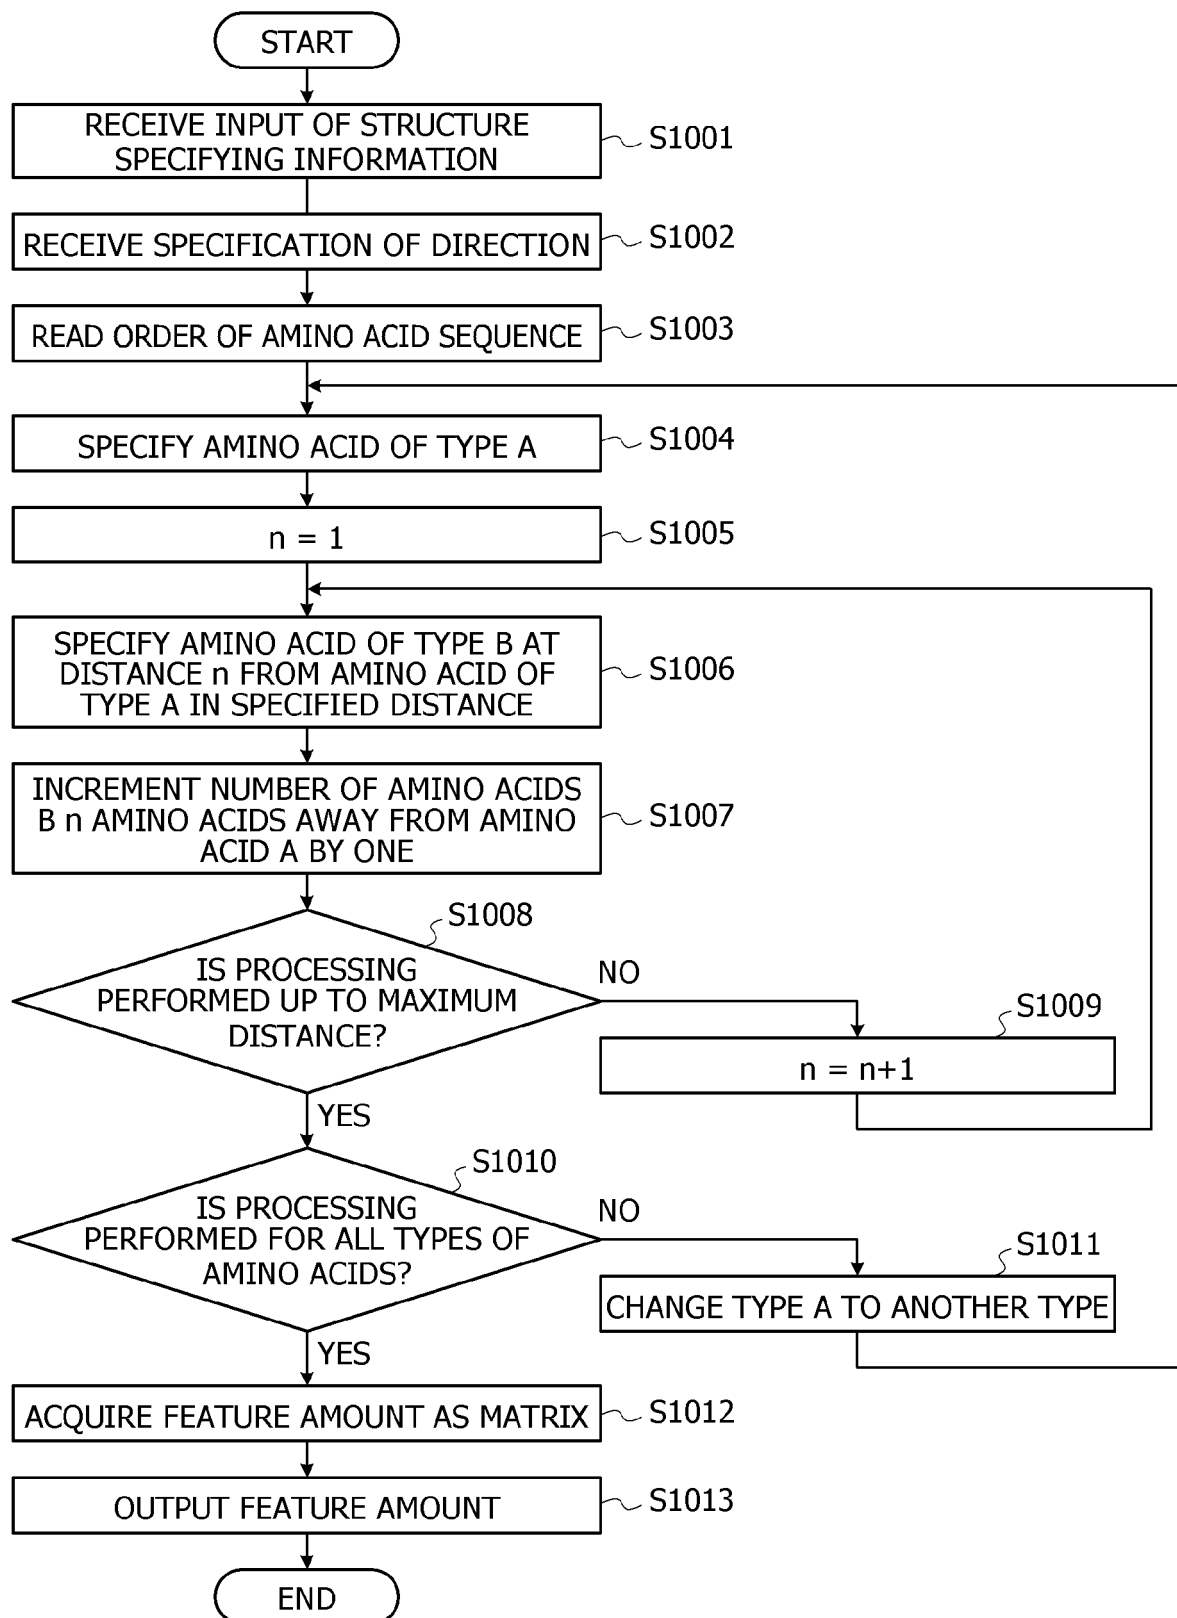 START
RECEIVE INPUT OF STRUCTURE
SPECIFYING INFORMATION
S1001
RECEIVE SPECIFICATION OF DIRECTION
S1002
READ ORDER OF AMINO ACID SEQUENCE
S1003
SPECIFY AMINO ACID OF TYPE A
S1004
n = 1
S1005
SPECIFY AMINO ACID OF TYPE B AT
DISTANCE n FROM AMINO ACID OF
TYPE A IN SPECIFIED DISTANCE
S1006
INCREMENT NUMBER OF AMINO ACIDS
B n AMINO ACIDS AWAY FROM AMINO
ACID A BY ONE
S1007
S1008
IS PROCESSING
PERFORMED UP TO MAXIMUM
DISTANCE?
NO
S1009
n = n+1
YES
S1010
IS PROCESSING
PERFORMED FOR ALL TYPES OF
AMINO ACIDS?
NO
S1011
CHANGE TYPE A TO ANOTHER TYPE
YES
ACQUIRE FEATURE AMOUNT AS MATRIX
S1012
OUTPUT FEATURE AMOUNT
S1013
END